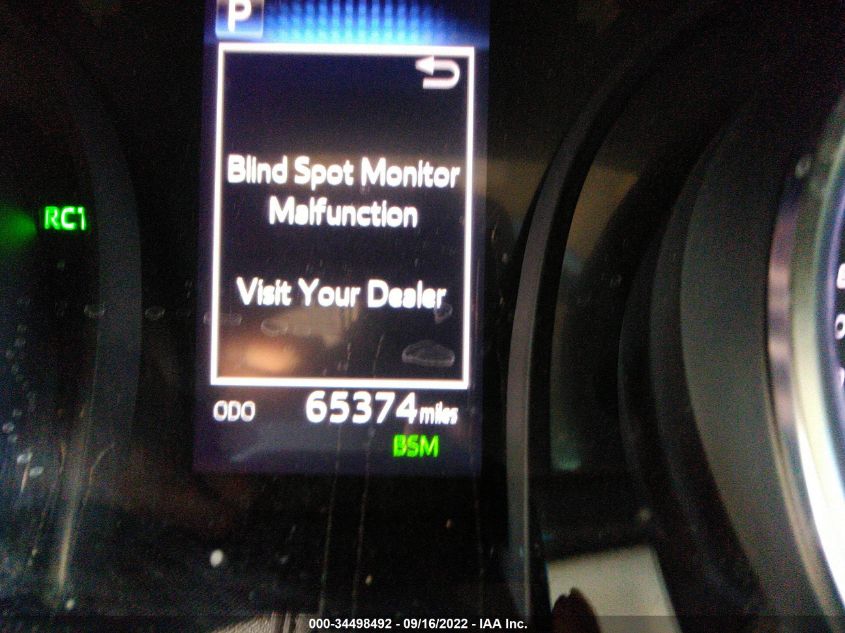 P
Blind Spot Monitor
Malfunction
Visit Your Dealer
ODO 65374 miles
BSM
RC1
000-34498492 - 09/16/2022 - IAA Inc.